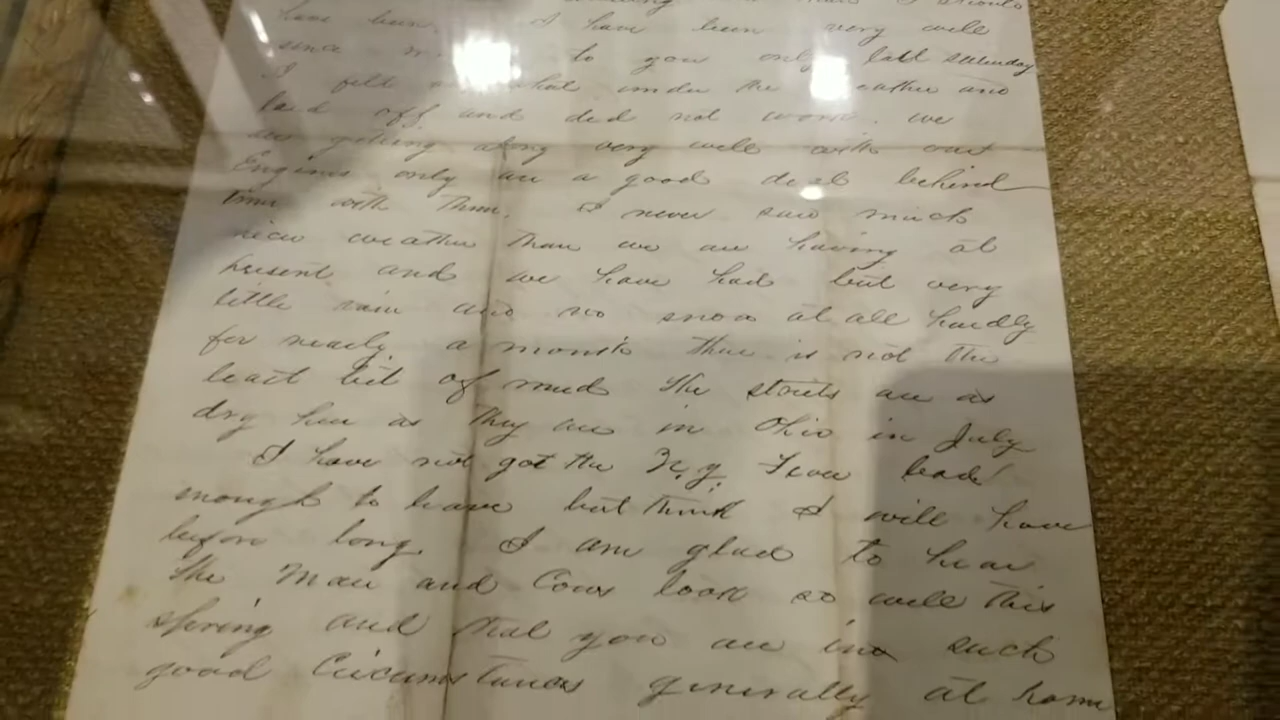 I should
have been. I have been very well
since to you only last saturday
I felt under the weather and
laid off and did not work. we
are getting along very well with our
Engines only are a good deal behind
time with them. I never saw much
nicer weather than we are having at
present and we have had but very
little rain and no snow at all hardly
for nearly a month there is not the
least bit of mud the streets are as
dry here as they are in Ohio in July
I have not got the N.y. Fever bad
enough to leave but think I will have
before long. I am glad to hear
the Mare and Cows look so well this
spring and that you are in such
good Circumstances generally at home